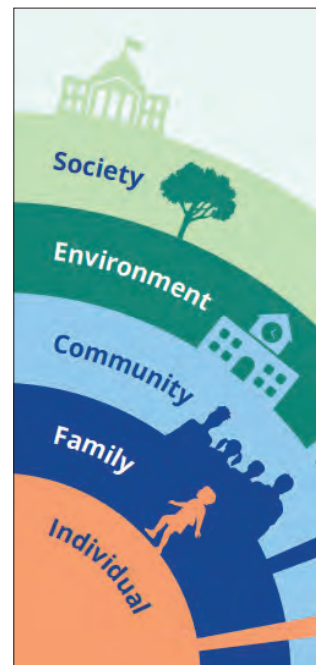 Society
Environment
Community
Family
Individual